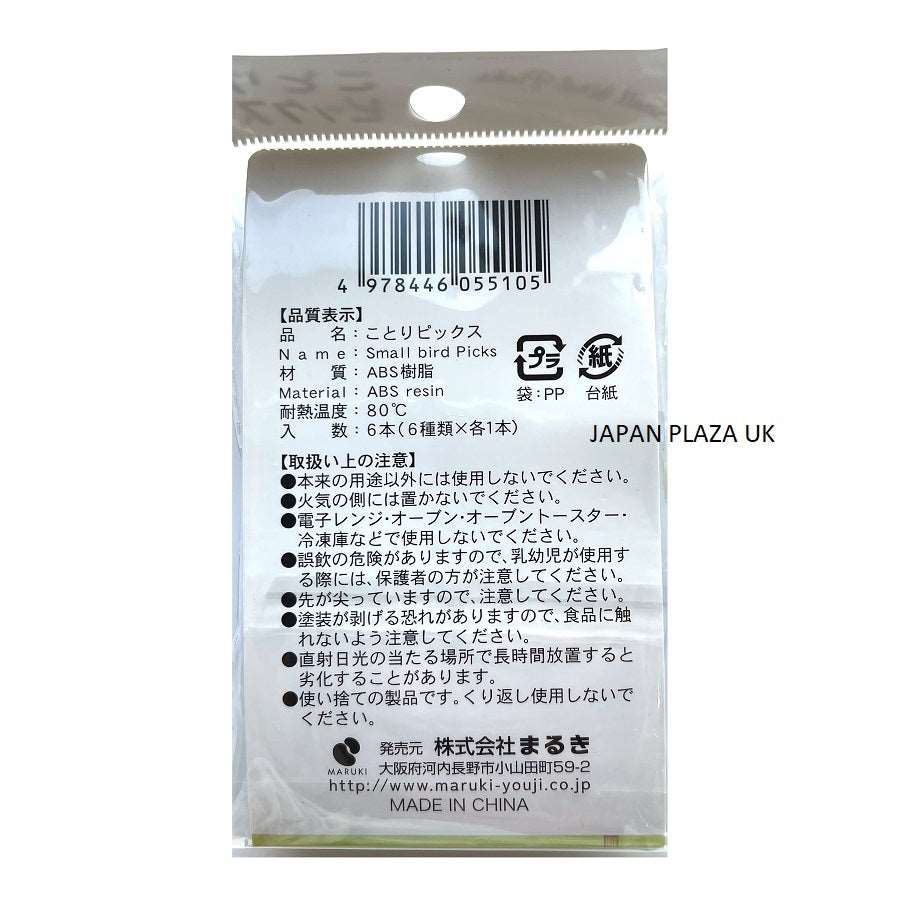 4 978446 055105
【品質表示】
品 名：ことりピックス
Name：Small bird Picks
材 質：ABS樹脂
Material：ABS resin
耐熱温度：80℃
入 数：6本（6種類×各1本）
プラ
袋：PP
紙
台紙
JAPAN PLAZA UK
【取扱い上の注意】
●本来の用途以外には使用しないでください。
●火気の側には置かないでください。
●電子レンジ・オーブン・オーブントースター・
冷凍庫などで使用しないでください。
●誤飲の危険がありますので、乳幼児が使用す
る際には、保護者の方が注意してください。
●先が尖っていますので、注意してください。
●塗装が剥げる恐れがありますので、食品に触
れないよう注意してください。
●直射日光の当たる場所で長時間放置すると
劣化することがあります。
●使い捨ての製品です。くり返し使用しないで
ください。
MARUKI
発売元 株式会社まるき
大阪府河内長野市小山田町59-2
http://www.maruki-youji.co.jp
MADE IN CHINA